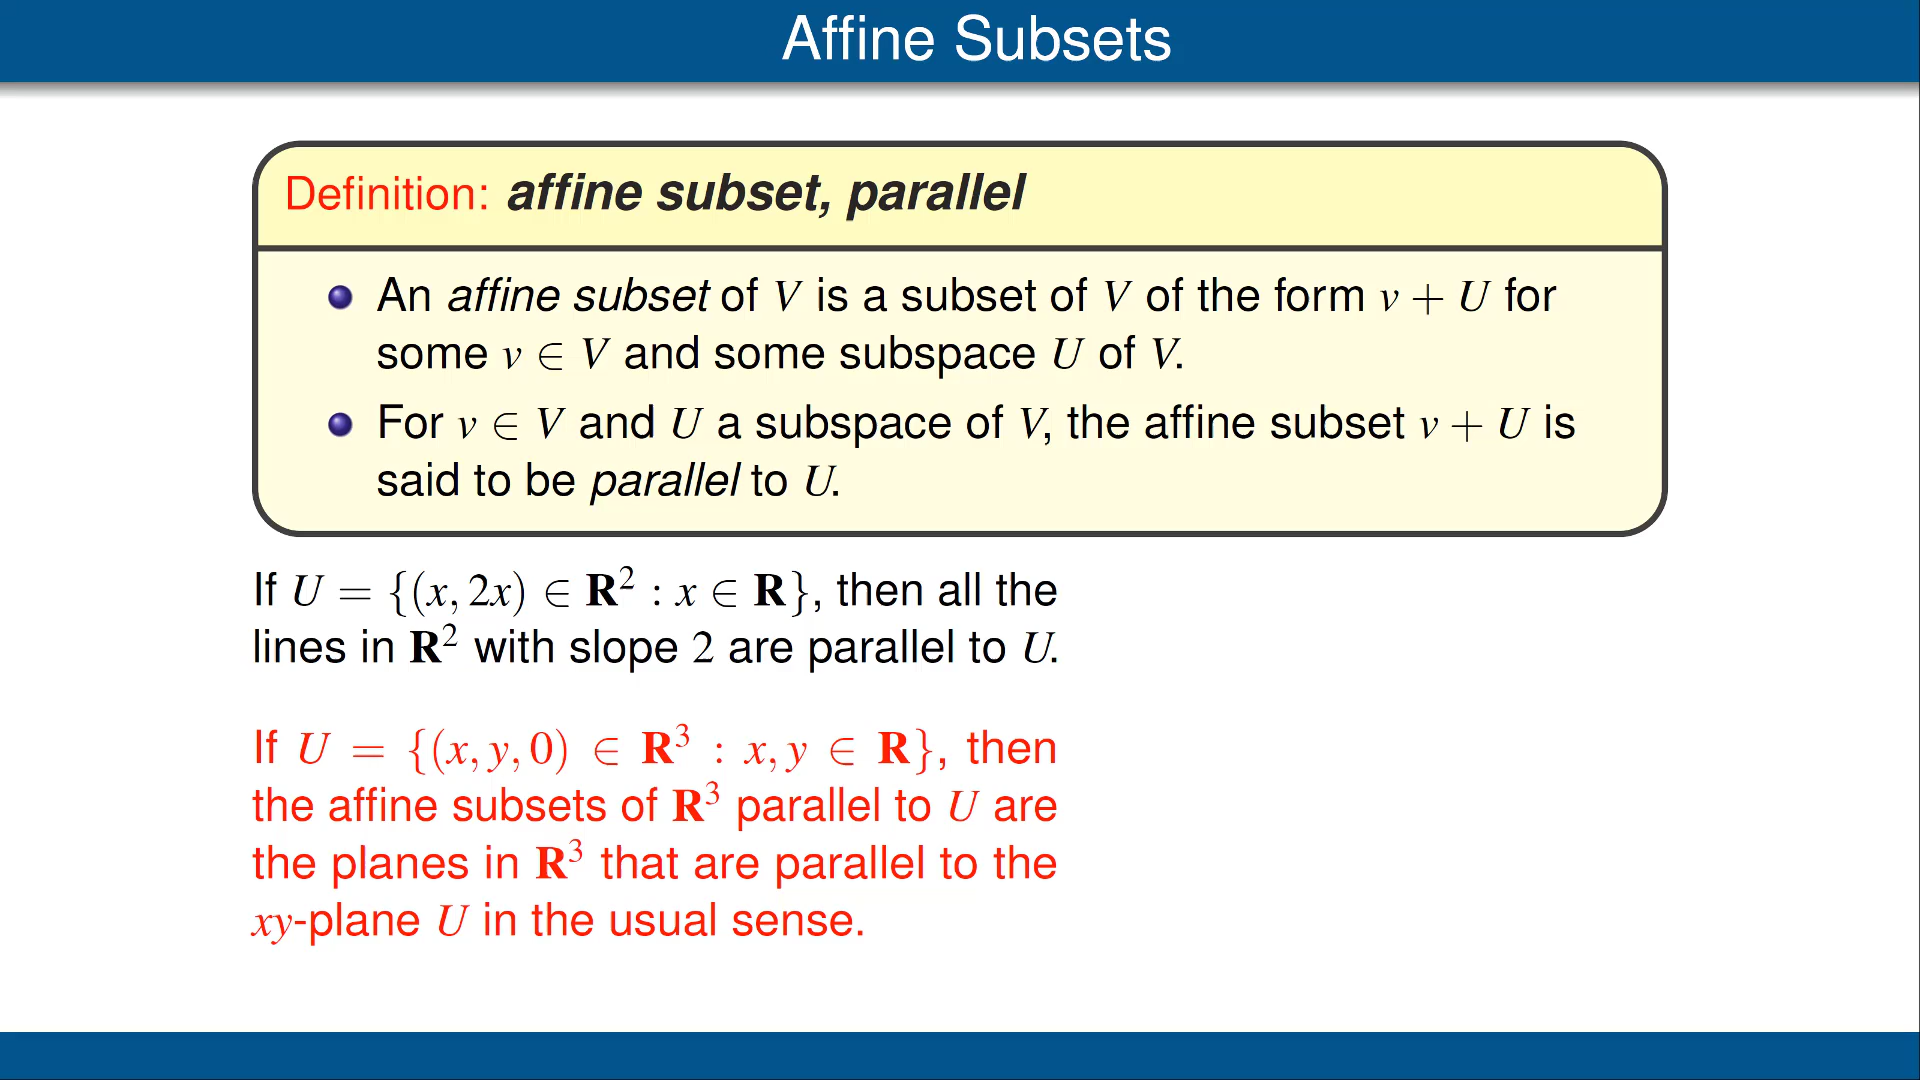 Affine Subsets
Definition: affine subset, parallel
An affine subset of V is a subset of V of the form v + U for
some v ∈ V and some subspace U of V.
For v ∈ V and U a subspace of V, the affine subset v + U is
said to be parallel to U.
If U = {(x, 2x) ∈ R² : x ∈ R}, then all the
lines in R² with slope 2 are parallel to U.
If U = {(x, y, 0) ∈ R³ : x, y ∈ R}, then
the affine subsets of R³ parallel to U are
the planes in R³ that are parallel to the
xy-plane U in the usual sense.